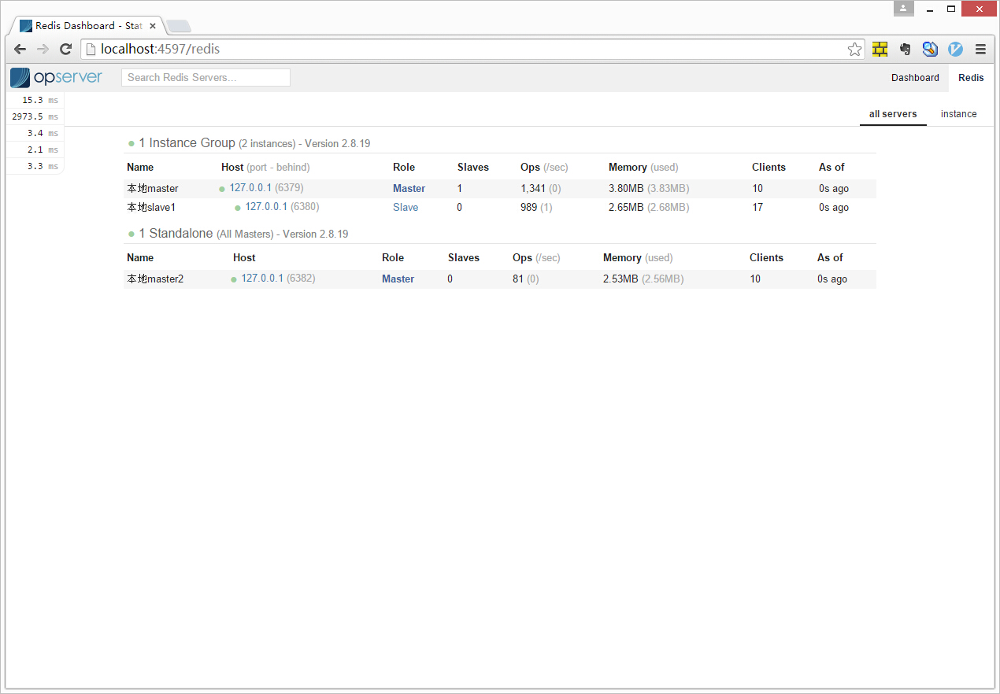 Redis Dashboard - Stat
localhost:4597/redis
opserver Search Redis Servers... Dashboard Redis
15.3 ms
2973.5 ms
3.4 ms
2.1 ms
3.3 ms
all servers instance
1 Instance Group (2 instances) - Version 2.8.19
Name Host (port - behind) Role Slaves Ops (/sec) Memory (used) Clients As of
本地master 127.0.0.1 (6379) Master 1 1,341 (0) 3.80MB (3.83MB) 10 0s ago
本地slave1 127.0.0.1 (6380) Slave 0 989 (1) 2.65MB (2.68MB) 17 0s ago
1 Standalone (All Masters) - Version 2.8.19
Name Host Role Slaves Ops (/sec) Memory (used) Clients As of
本地master2 127.0.0.1 (6382) Master 0 81 (0) 2.53MB (2.56MB) 10 0s ago